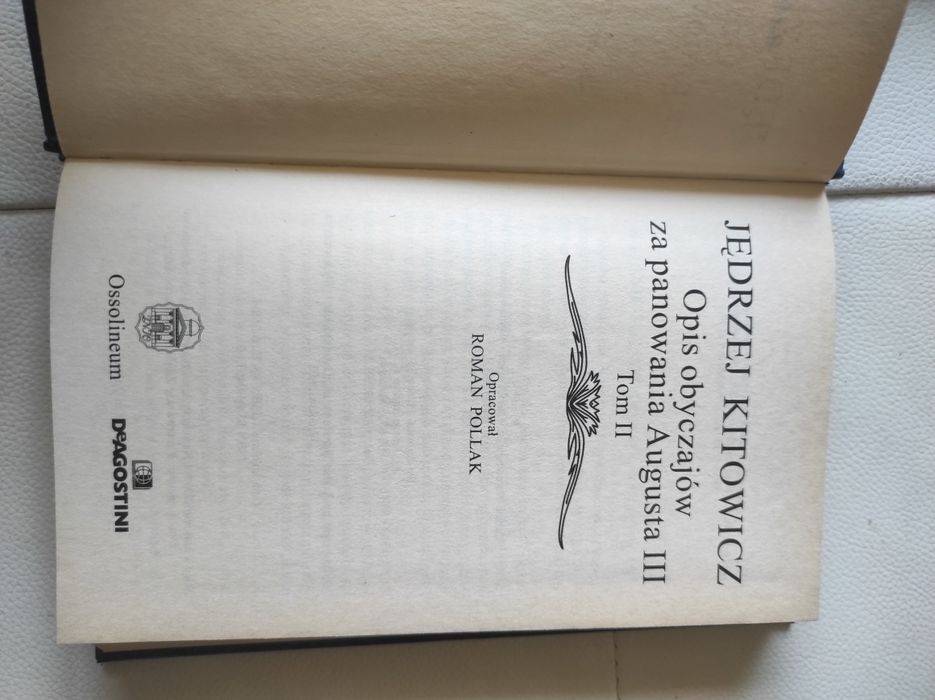 JĘDRZEJ KITOWICZ
Opis obyczajów
za panowania Augusta III
Tom II
Opracował
ROMAN POLLAK
Ossolineum
DeAGOSTINI